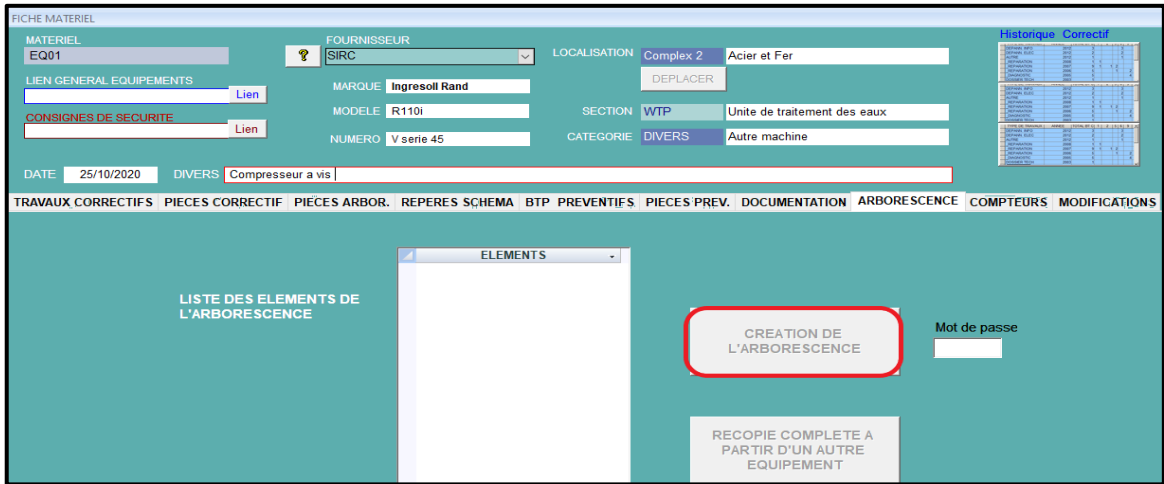 FICHE MATERIEL
Historique Correctif
MATERIEL
FOURNISSEUR
EQ01
?
SIRC
LOCALISATION
Complex 2
Acier et Fer
DEPLACER
LIEN GENERAL EQUIPEMENTS
Lien
MARQUE
Ingresoll Rand
CONSIGNES DE SECURITE
Lien
MODELE
R110i
SECTION
WTP
Unite de traitement des eaux
NUMERO
V serie 45
CATEGORIE
DIVERS
Autre machine
DATE
25/10/2020
DIVERS
Compresseur a vis
TRAVAUX CORRECTIFS PIECES CORRECTIF PIECES ARBOR. REPERES SCHEMA BTP PREVENTIFS PIECES PREV. DOCUMENTATION ARBORESCENCE COMPTEURS MODIFICATIONS
ELEMENTS
LISTE DES ELEMENTS DE
L'ARBORESCENCE
CREATION DE
L'ARBORESCENCE
Mot de passe
RECOPIE COMPLETE A
PARTIR D'UN AUTRE
EQUIPEMENT